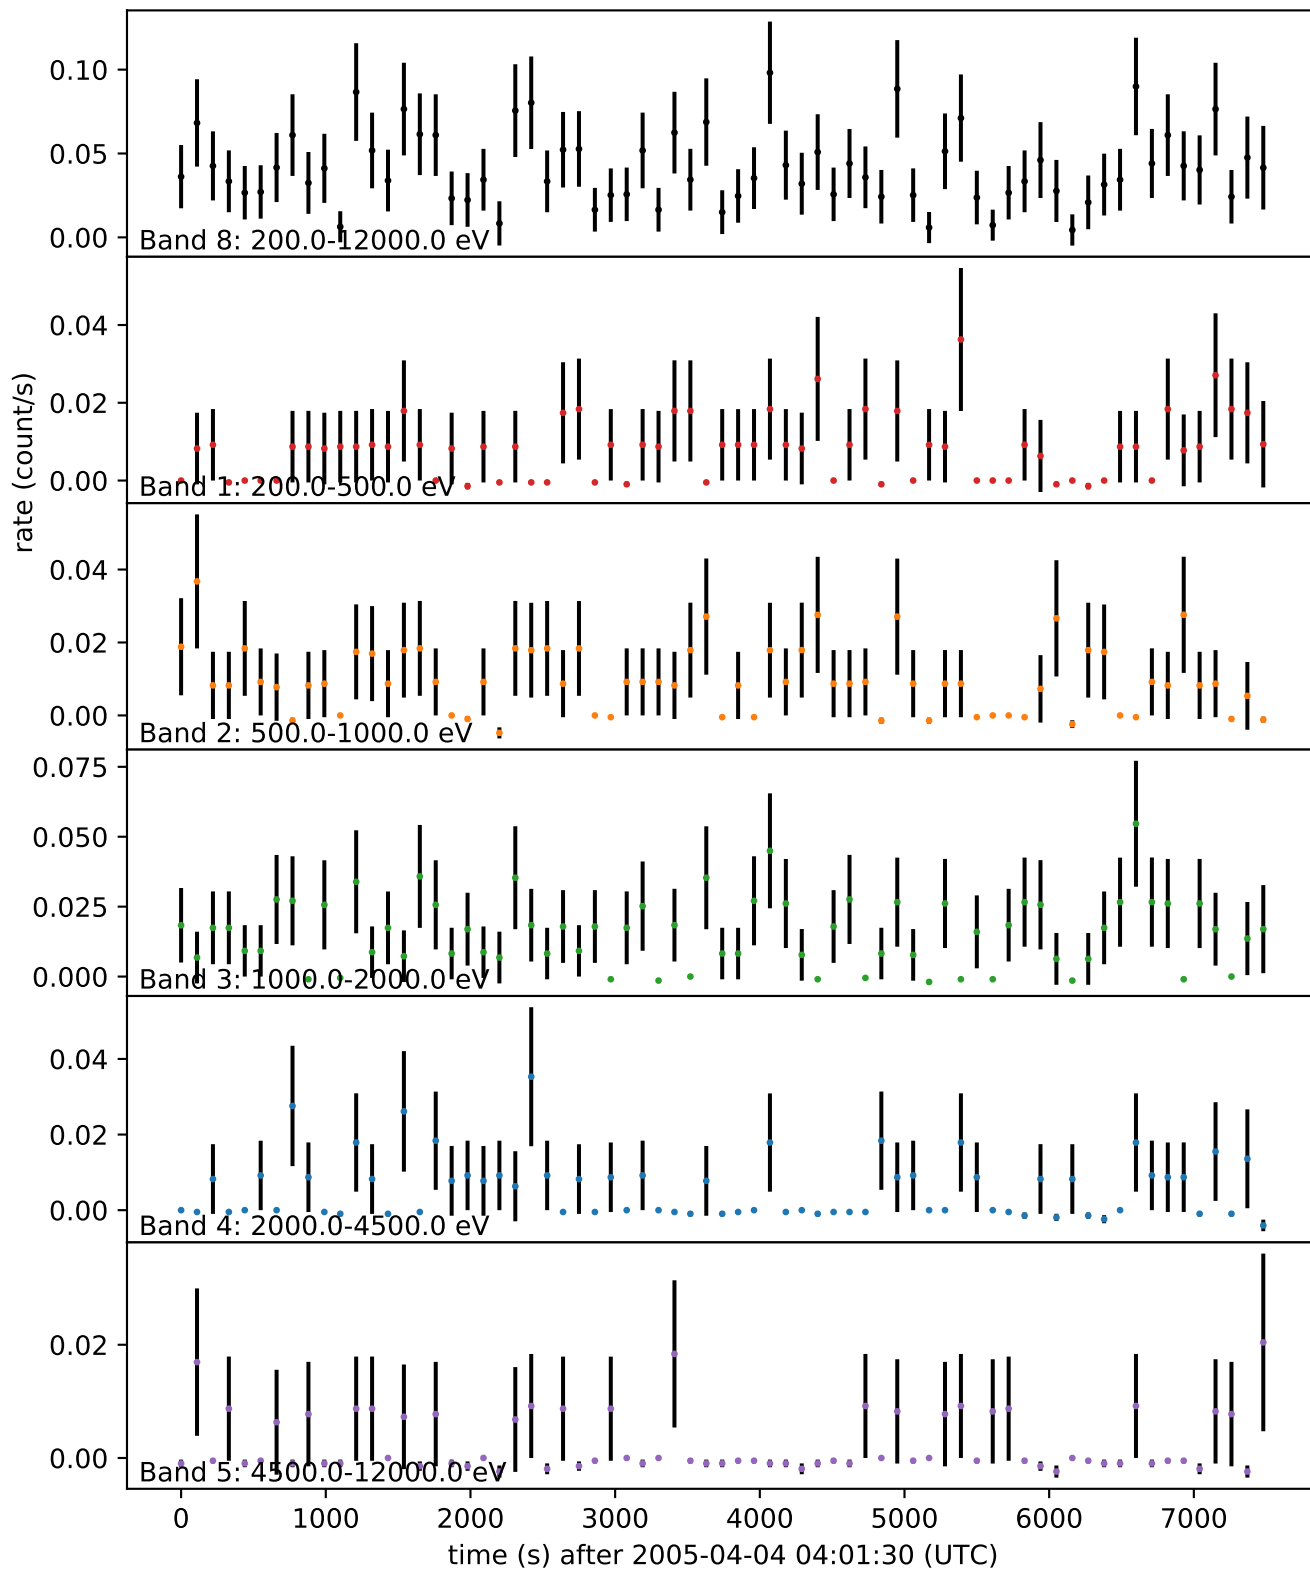 0.10
0.05
0.00
Band 8: 200.0-12000.0 eV
0.04
0.02
0.00
Band 1: 200.0-500.0 eV
rate (count/s)
0.04
0.02
0.00
Band 2: 500.0-1000.0 eV
0.075
0.050
0.025
0.000
Band 3: 1000.0-2000.0 eV
0.04
0.02
0.00
Band 4: 2000.0-4500.0 eV
0.02
0.00
Band 5: 4500.0-12000.0 eV
0 1000 2000 3000 4000 5000 6000 7000
time (s) after 2005-04-04 04:01:30 (UTC)